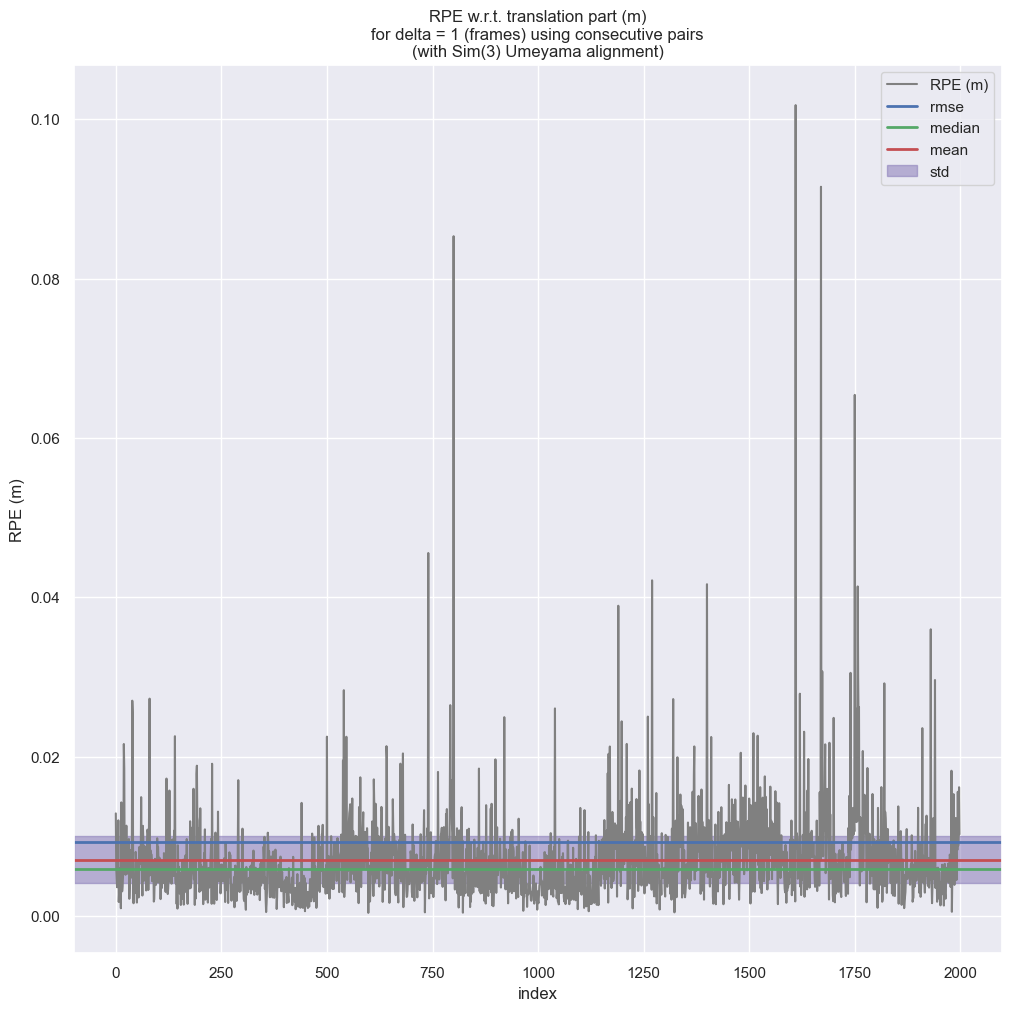 RPE w.r.t. translation part (m)
for delta = 1 (frames) using consecutive pairs
(with Sim(3) Umeyama alignment)
RPE (m)
rmse
median
mean
std
0.10
0.08
0.06
0.04
0.02
0.00
RPE (m)
0
250
500
750
1000
1250
1500
1750
2000
index